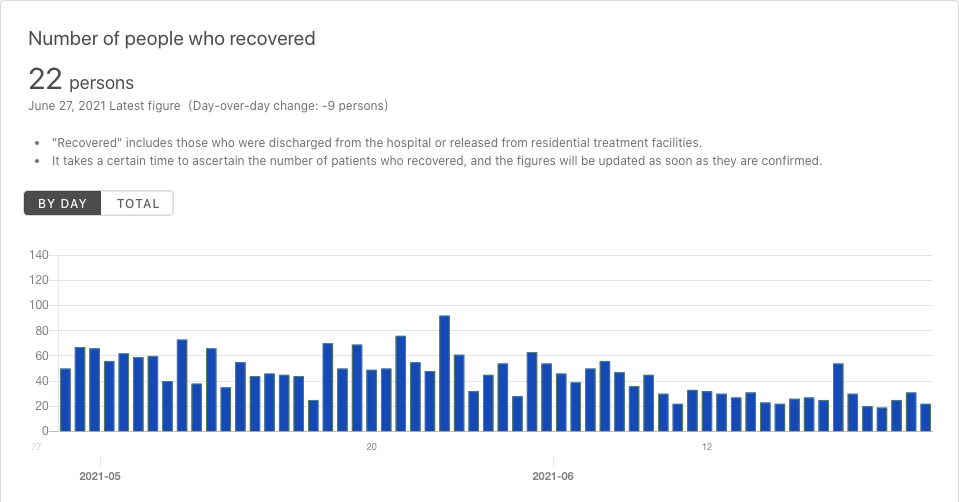 Number of people who recovered
22 persons
June 27, 2021 Latest figure (Day-over-day change: -9 persons)
• "Recovered" includes those who were discharged from the hospital or released from residential treatment facilities.
• It takes a certain time to ascertain the number of patients who recovered, and the figures will be updated as soon as they are confirmed.
BY DAY TOTAL
140
120
100
80
60
40
20
0
27 20 12
2021-05 2021-06